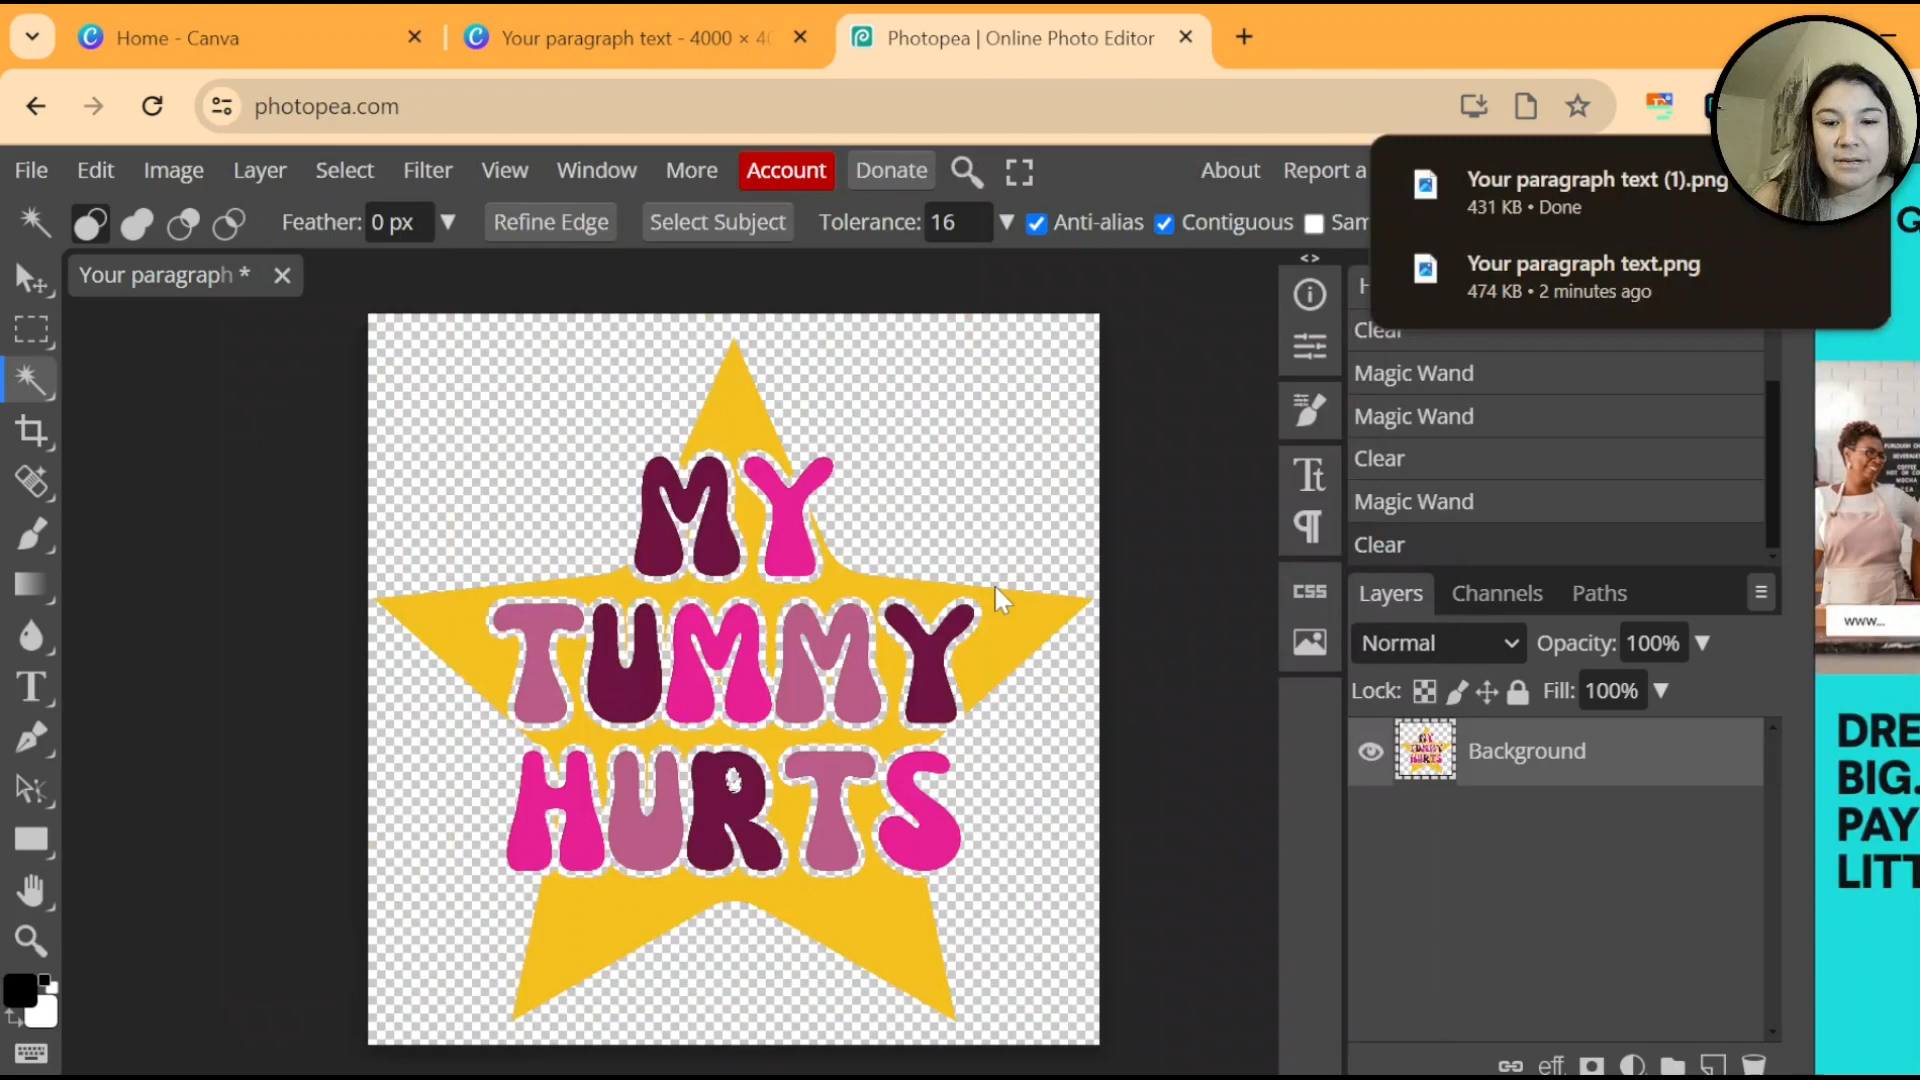 Home - Canva
Your paragraph text - 4000 × 40
Photopea | Online Photo Editor
photopea.com
File Edit Image Layer Select Filter View Window More Account Donate About Report a
Your paragraph text (1).png
431 KB • Done
Your paragraph text.png
474 KB • 2 minutes ago
Feather: 0 px Refine Edge Select Subject Tolerance: 16 Anti-alias Contiguous Sam
Your paragraph *
MY
TUMMY
HURTS
Clear
Magic Wand
Magic Wand
Clear
Magic Wand
Clear
CSS
Layers Channels Paths
Normal Opacity: 100%
Lock: Fill: 100%
Background
eff
www...
DRE
BIG.
PAY
LITT